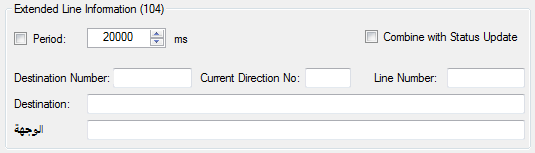 Extended Line Information (104)
Period: 20000 ms Combine with Status Update
Destination Number: Current Direction No: Line Number:
Destination:
الوجهة